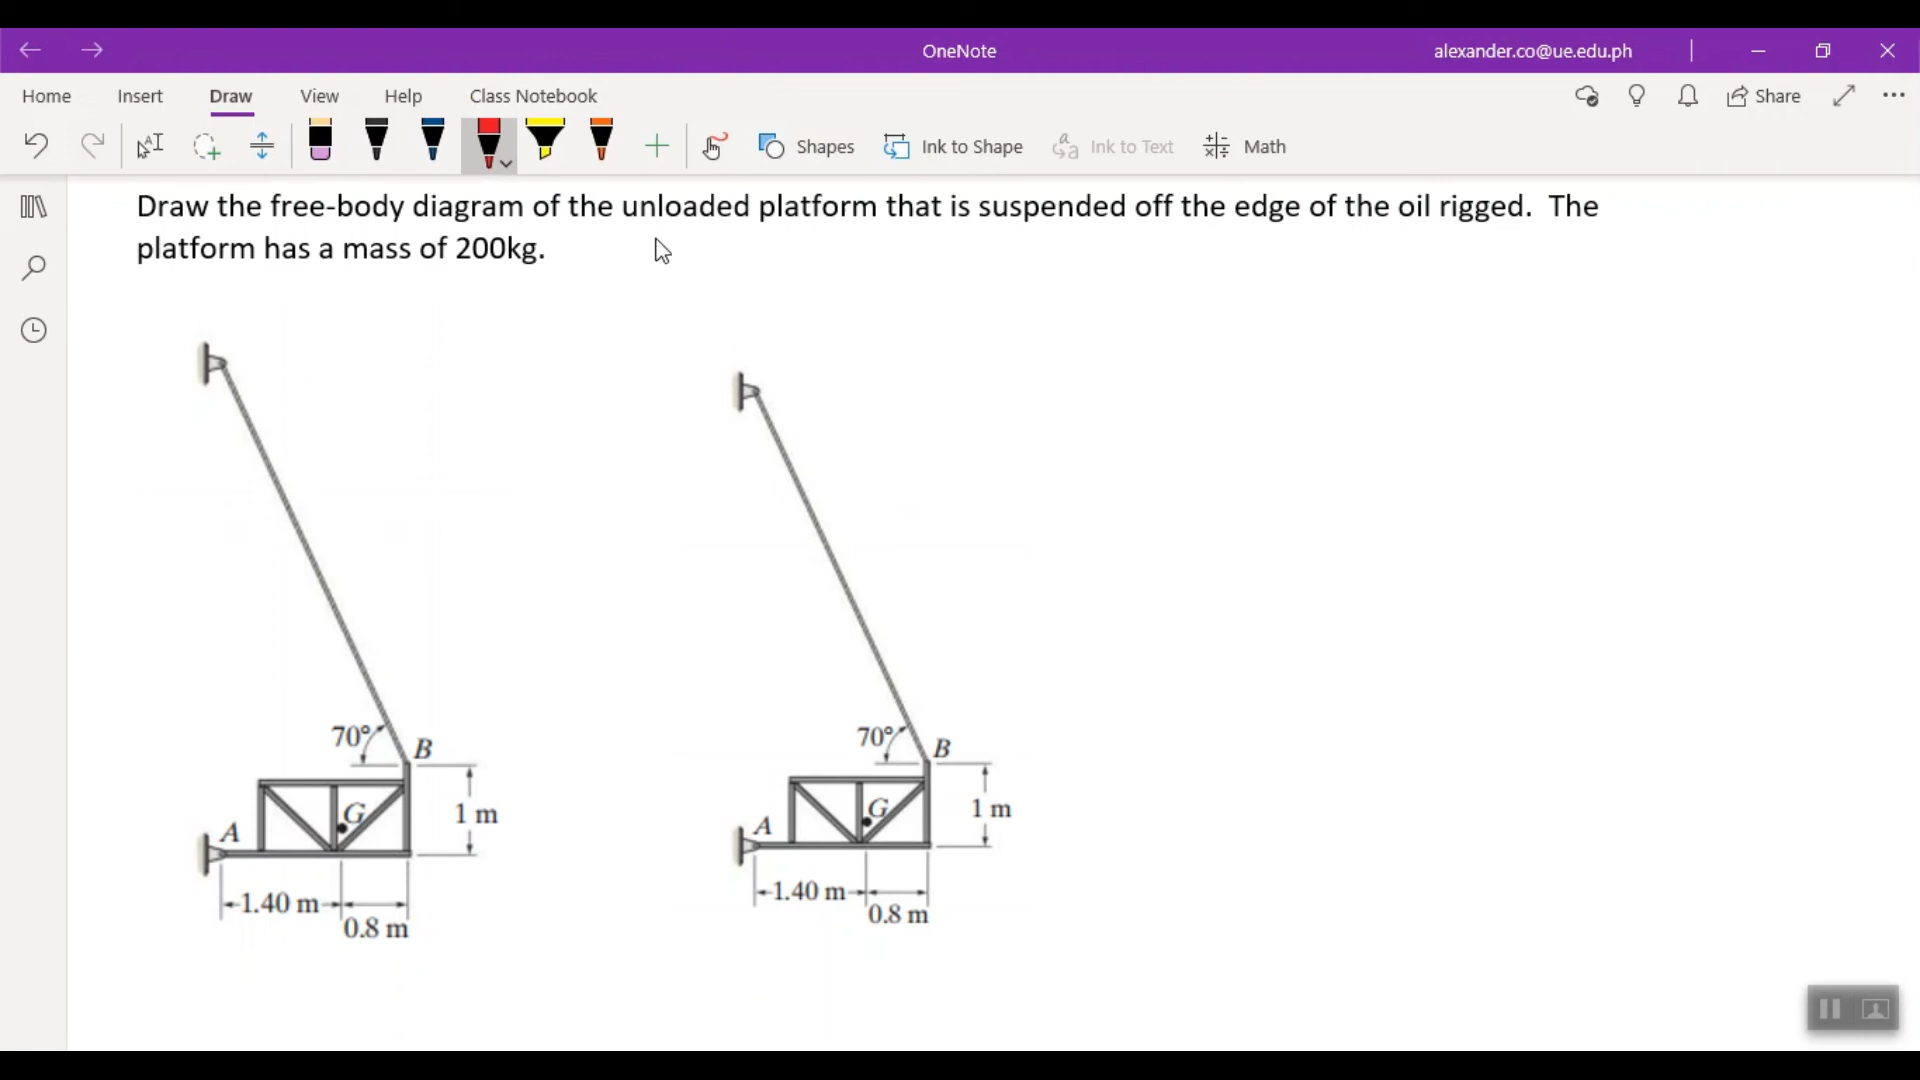 OneNote
alexander.co@ue.edu.ph
Home Insert Draw View Help Class Notebook
Share
Shapes Ink to Shape Ink to Text Math
Draw the free-body diagram of the unloaded platform that is suspended off the edge of the oil rigged. The
platform has a mass of 200kg.
70°
B
G
1 m
A
1.40 m
0.8 m
70°
B
G
1 m
A
1.40 m
0.8 m